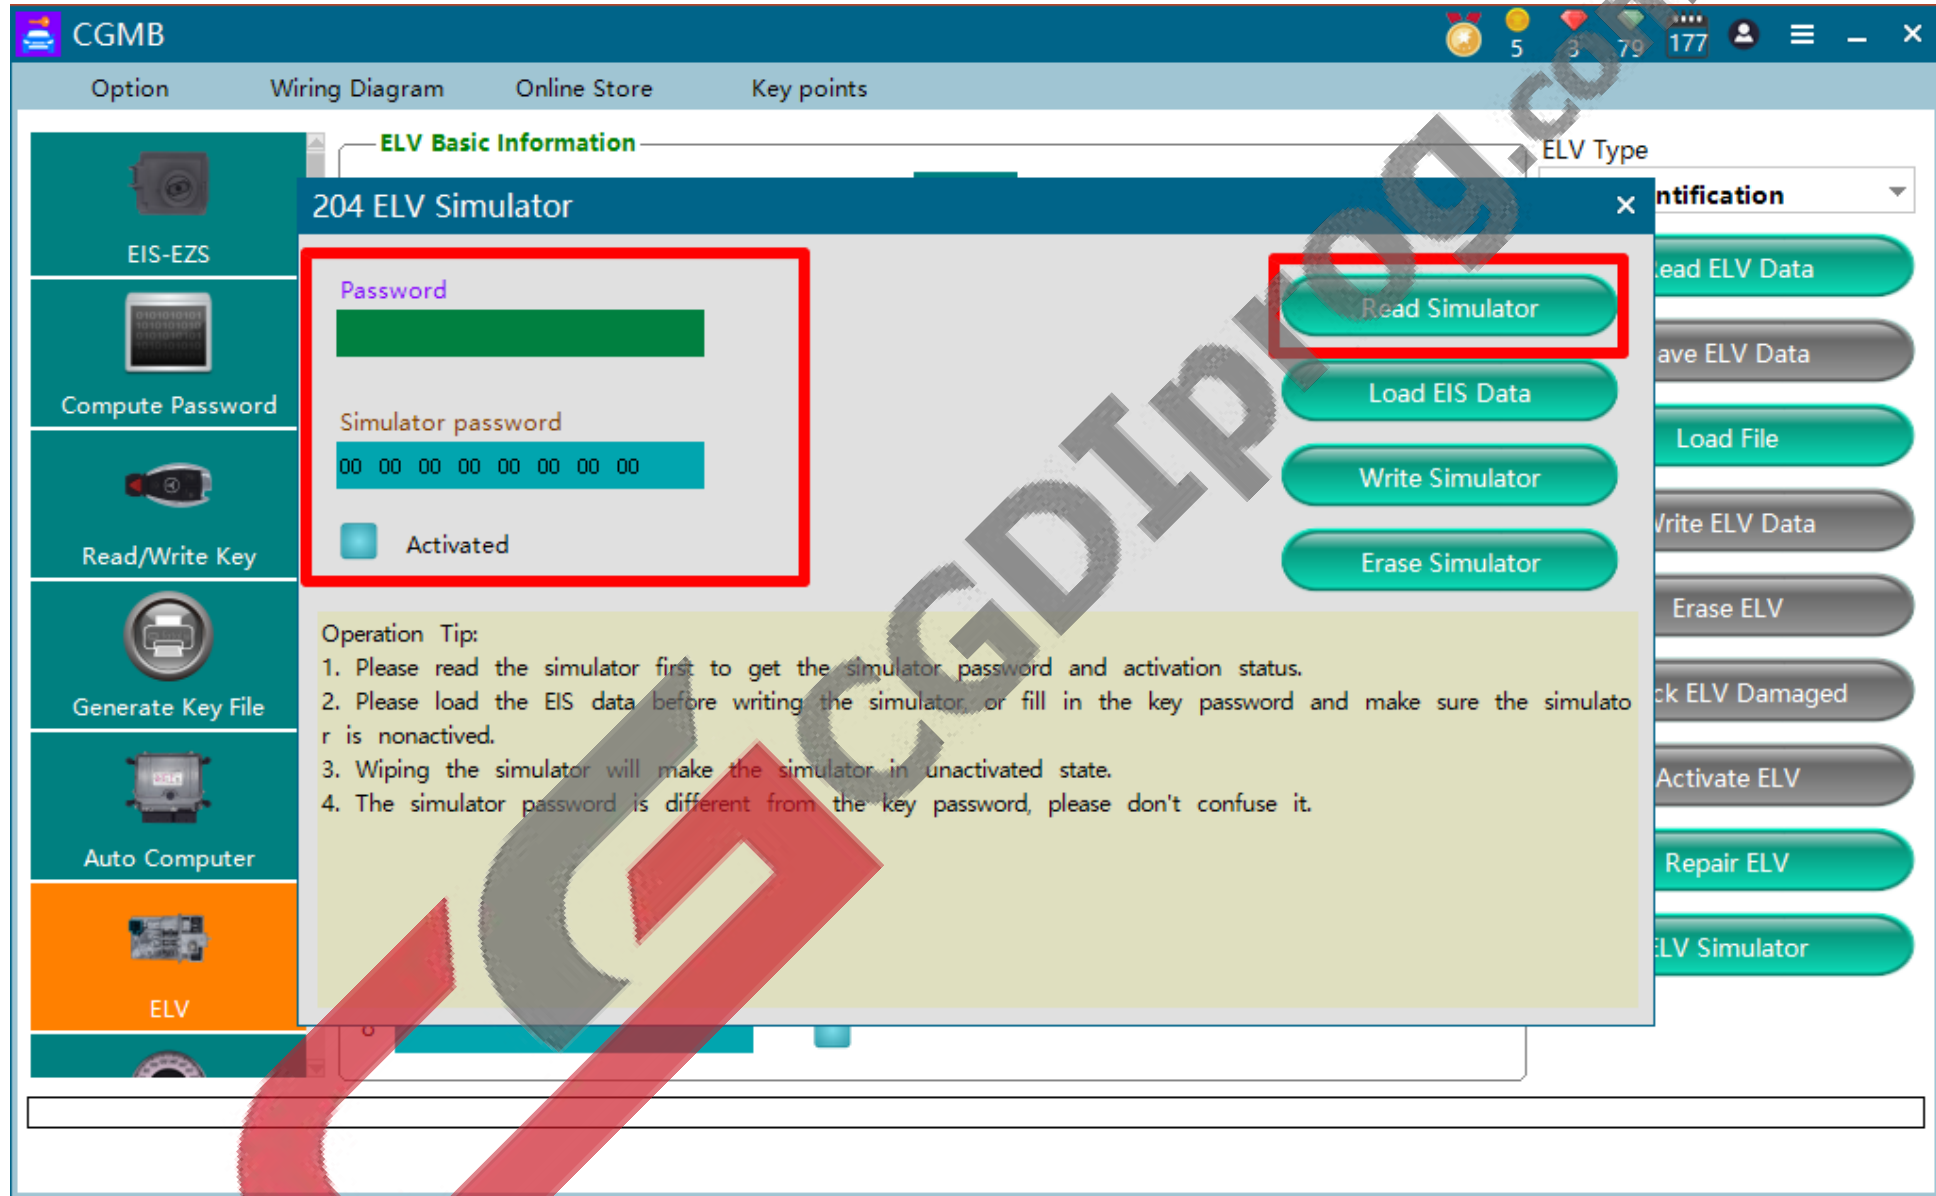 CGMB
5 3 79 177
Option Wiring Diagram Online Store Key points
EIS-EZS
Compute Password
Read/Write Key
Generate Key File
Auto Computer
ELV
ELV Basic Information
ELV Type
ntification
204 ELV Simulator
Password
Simulator password
00 00 00 00 00 00 00 00
Activated
Read Simulator
Load EIS Data
Write Simulator
Erase Simulator
Operation Tip:
1. Please read the simulator first to get the simulator password and activation status.
2. Please load the EIS data before writing the simulator, or fill in the key password and make sure the simulato
r is nonactived.
3. Wiping the simulator will make the simulator in unactivated state.
4. The simulator password is different from the key password, please don't confuse it.
ead ELV Data
ave ELV Data
Load File
rite ELV Data
Erase ELV
ck ELV Damaged
Activate ELV
Repair ELV
ELV Simulator
CGDIprog.com